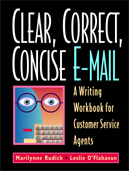 CLEAR, CORRECT,
CONCISE E-MAIL
A WRITING
WORKBOOK FOR
CUSTOMER SERVICE
AGENTS
Marilynne Rudick • Leslie O'Flahavan